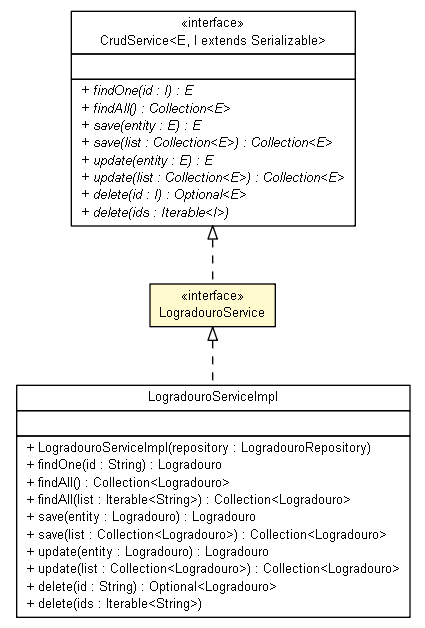 «interface»
CrudService<E, I extends Serializable>
+ findOne(id : I) : E
+ findAll() : Collection<E>
+ save(entity : E) : E
+ save(list : Collection<E>) : Collection<E>
+ update(entity : E) : E
+ update(list : Collection<E>) : Collection<E>
+ delete(id : I) : Optional<E>
+ delete(ids : Iterable<I>)
«interface»
LogradouroService
LogradouroServiceImpl
+ LogradouroServiceImpl(repository : LogradouroRepository)
+ findOne(id : String) : Logradouro
+ findAll() : Collection<Logradouro>
+ findAll(list : Iterable<String>) : Collection<Logradouro>
+ save(entity : Logradouro) : Logradouro
+ save(list : Collection<Logradouro>) : Collection<Logradouro>
+ update(entity : Logradouro) : Logradouro
+ update(list : Collection<Logradouro>) : Collection<Logradouro>
+ delete(id : String) : Optional<Logradouro>
+ delete(ids : Iterable<String>)